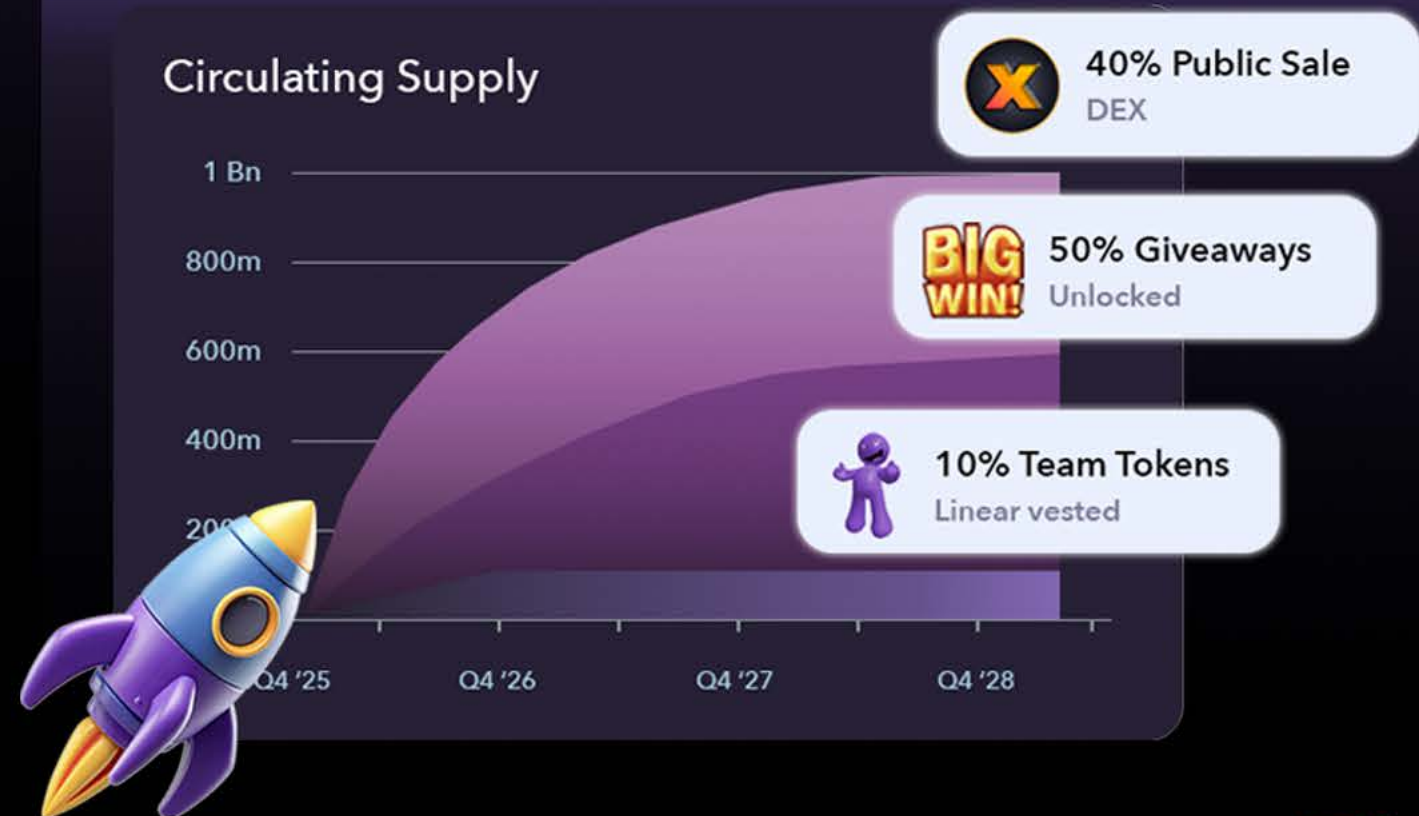 Circulating Supply
40% Public Sale
DEX
1 Bn
BIG
WIN!
50% Giveaways
Unlocked
800m
600m
400m
10% Team Tokens
Linear vested
Q4 ‘25
Q4 ‘26
Q4 ‘27
Q4 ‘28